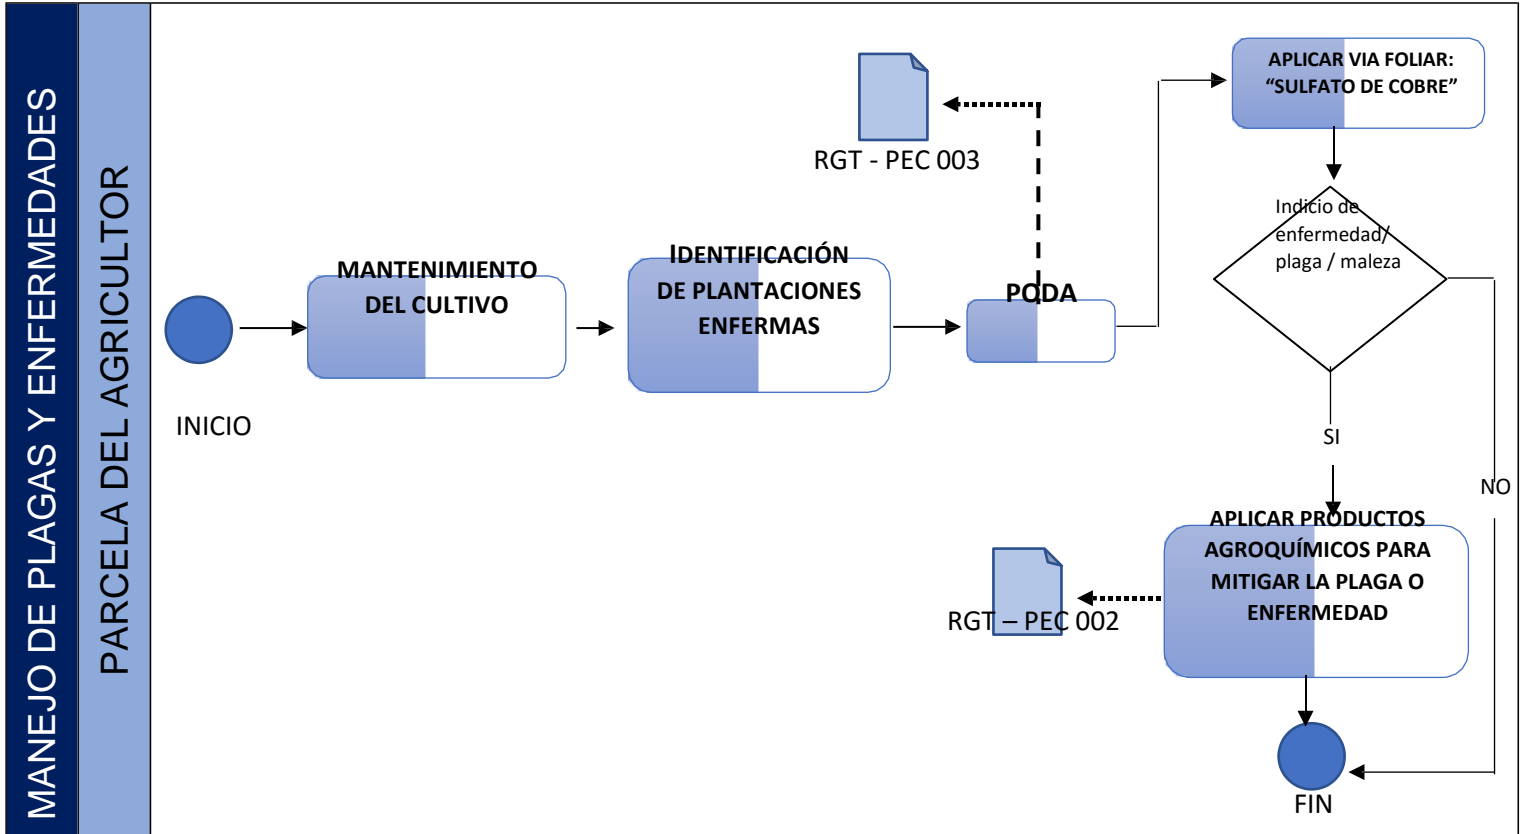 MANEJO DE PLAGAS Y ENFERMEDADES
PARCELA DEL AGRICULTOR
INICIO
MANTENIMIENTO
DEL CULTIVO
IDENTIFICACIÓN
DE PLANTACIONES
ENFERMAS
PODA
RGT - PEC 003
APLICAR VIA FOLIAR:
“SULFATO DE COBRE”
Indicio de
enfermedad/
plaga / maleza
SI
NO
APLICAR PRODUCTOS
AGROQUÍMICOS PARA
MITIGAR LA PLAGA O
ENFERMEDAD
RGT – PEC 002
FIN